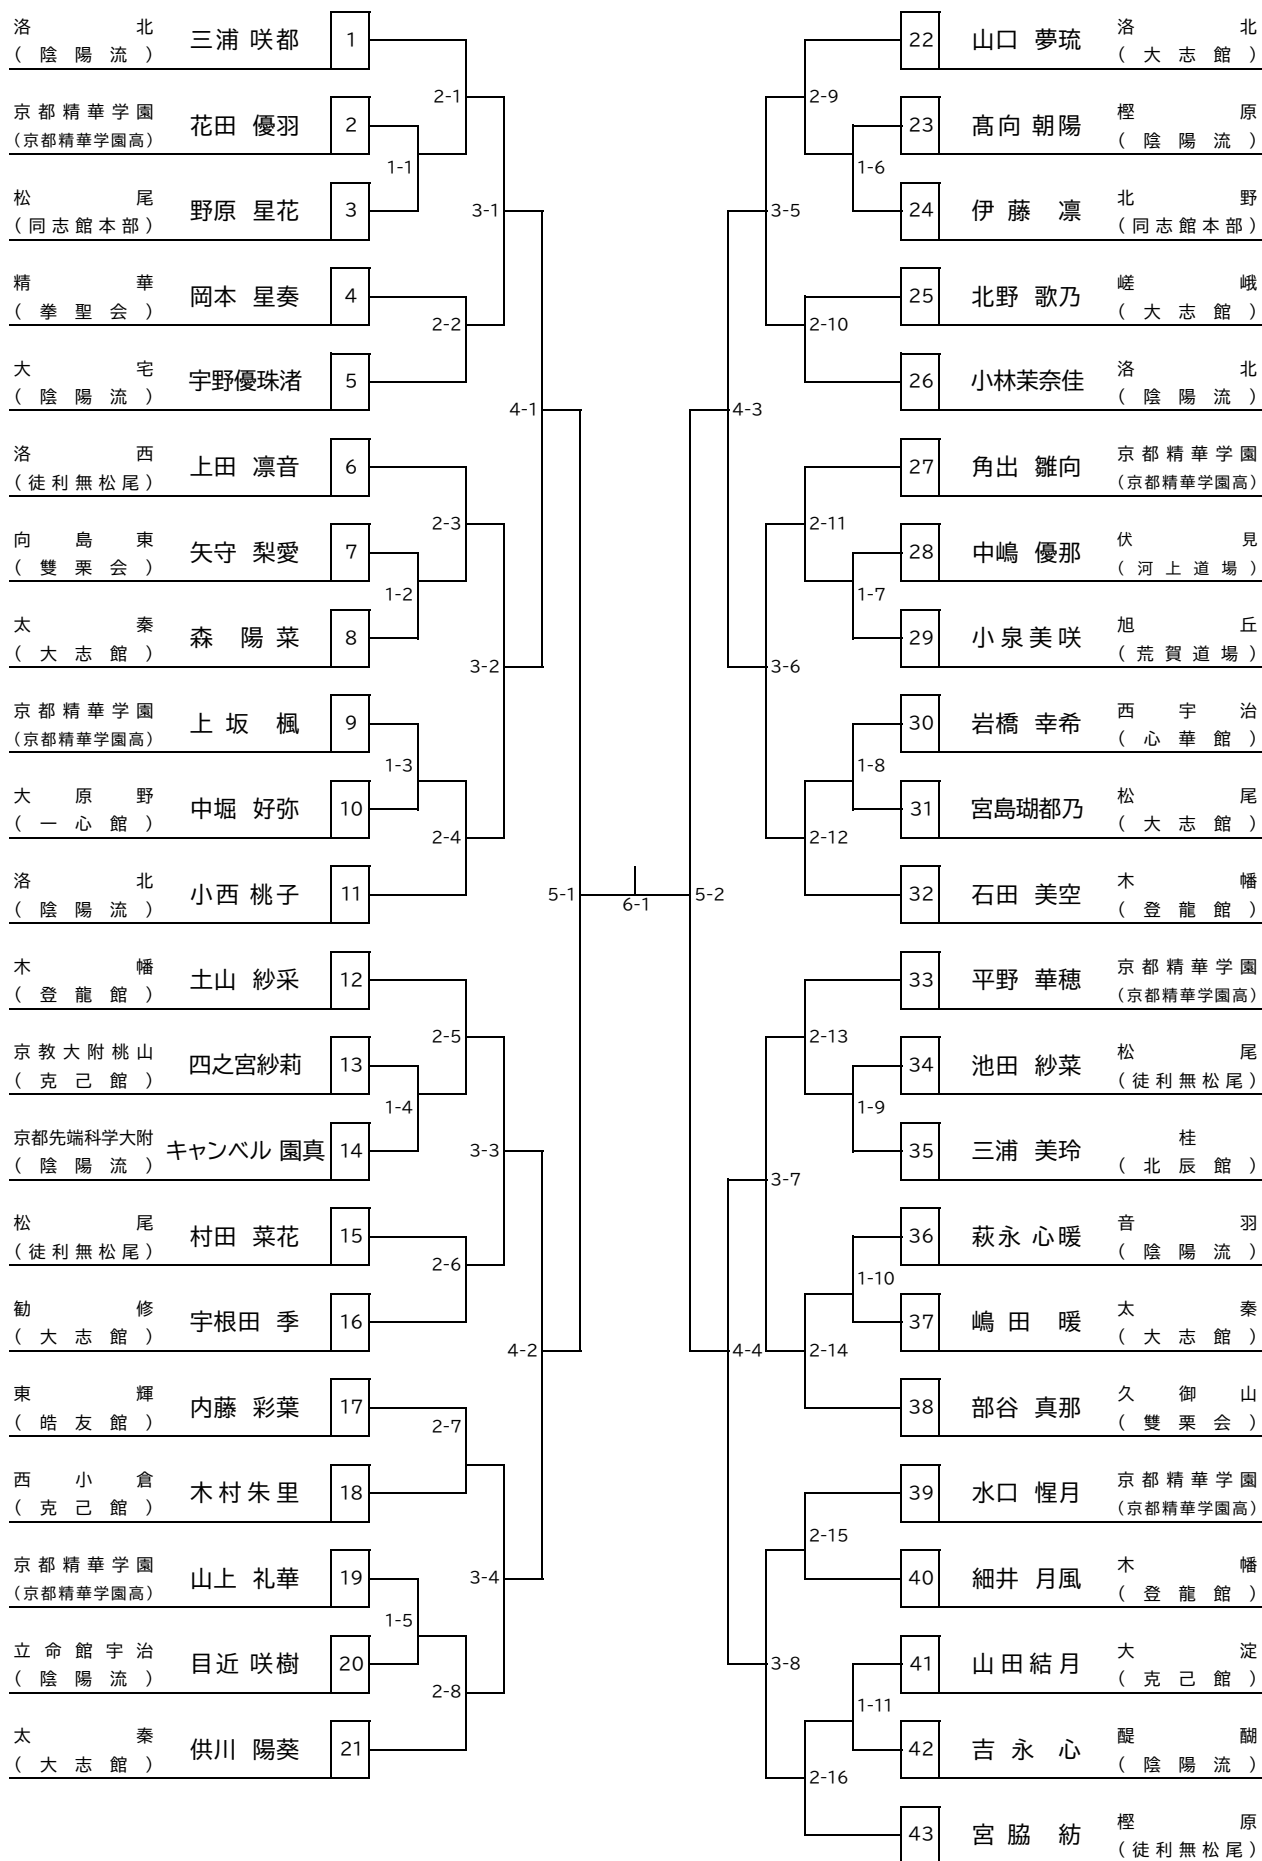 洛北 三浦 咲都 1
(陰陽流)
2-1
京都精華学園 花田 優羽 2
(京都精華学園高)
1-1
松尾 野原 星花 3
(同志館本部)
3-1
精華 岡本 星奏 4
(拳聖会)
2-2
大宅 宇野優珠渚 5
(陰陽流)
4-1
洛西 上田 凛音 6
(徒利無松尾)
2-3
向島東 矢守 梨愛 7
(雙栗会)
1-2
太秦 森 陽菜 8
(大志館)
3-2
京都精華学園 上坂 楓 9
(京都精華学園高)
1-3
大原野 中堀 好弥 10
(一心館)
2-4
洛北 小西 桃子 11
(陰陽流)
5-1
木幡 土山 紗采 12
(登龍館)
2-5
京教大附桃山 四之宮紗莉 13
(克己館)
1-4
京都先端科学大附 キャンベル 園真 14
(陰陽流)
3-3
松尾 村田 菜花 15
(徒利無松尾)
2-6
勧修 宇根田 季 16
(大志館)
4-2
東輝 内藤 彩葉 17
(皓友館)
2-7
西小倉 木村朱里 18
(克己館)
3-4
京都精華学園 山上 礼華 19
(京都精華学園高)
1-5
立命館宇治 目近 咲樹 20
(陰陽流)
2-8
太秦 供川 陽葵 21
(大志館)
6-1
22 山口 夢琉 洛北
(大志館)
2-9
23 髙向 朝陽 樫原
(陰陽流)
1-6
24 伊藤 凛 北野
(同志館本部)
3-5
25 北野 歌乃 嵯峨
(大志館)
2-10
26 小林茉奈佳 洛北
(陰陽流)
4-3
27 角出 雛向 京都精華学園
(京都精華学園高)
2-11
28 中嶋 優那 伏見
(河上道場)
1-7
29 小泉美咲 旭丘
(荒賀道場)
3-6
30 岩橋 幸希 西宇治
(心華館)
1-8
31 宮島瑚都乃 松尾
(大志館)
2-12
32 石田 美空 木幡
(登龍館)
5-2
33 平野 華穂 京都精華学園
(京都精華学園高)
2-13
34 池田 紗菜 松尾
(徒利無松尾)
1-9
35 三浦 美玲 桂
(北辰館)
3-7
36 萩永 心暖 音羽
(陰陽流)
1-10
37 嶋田 暖 太秦
(大志館)
4-4
2-14
38 部谷 真那 久御山
(雙栗会)
39 水口 惺月 京都精華学園
(京都精華学園高)
2-15
40 細井 月風 木幡
(登龍館)
3-8
41 山田結月 大淀
(克己館)
1-11
42 吉永 心 醍醐
(陰陽流)
2-16
43 宮脇 紡 樫原
(徒利無松尾)